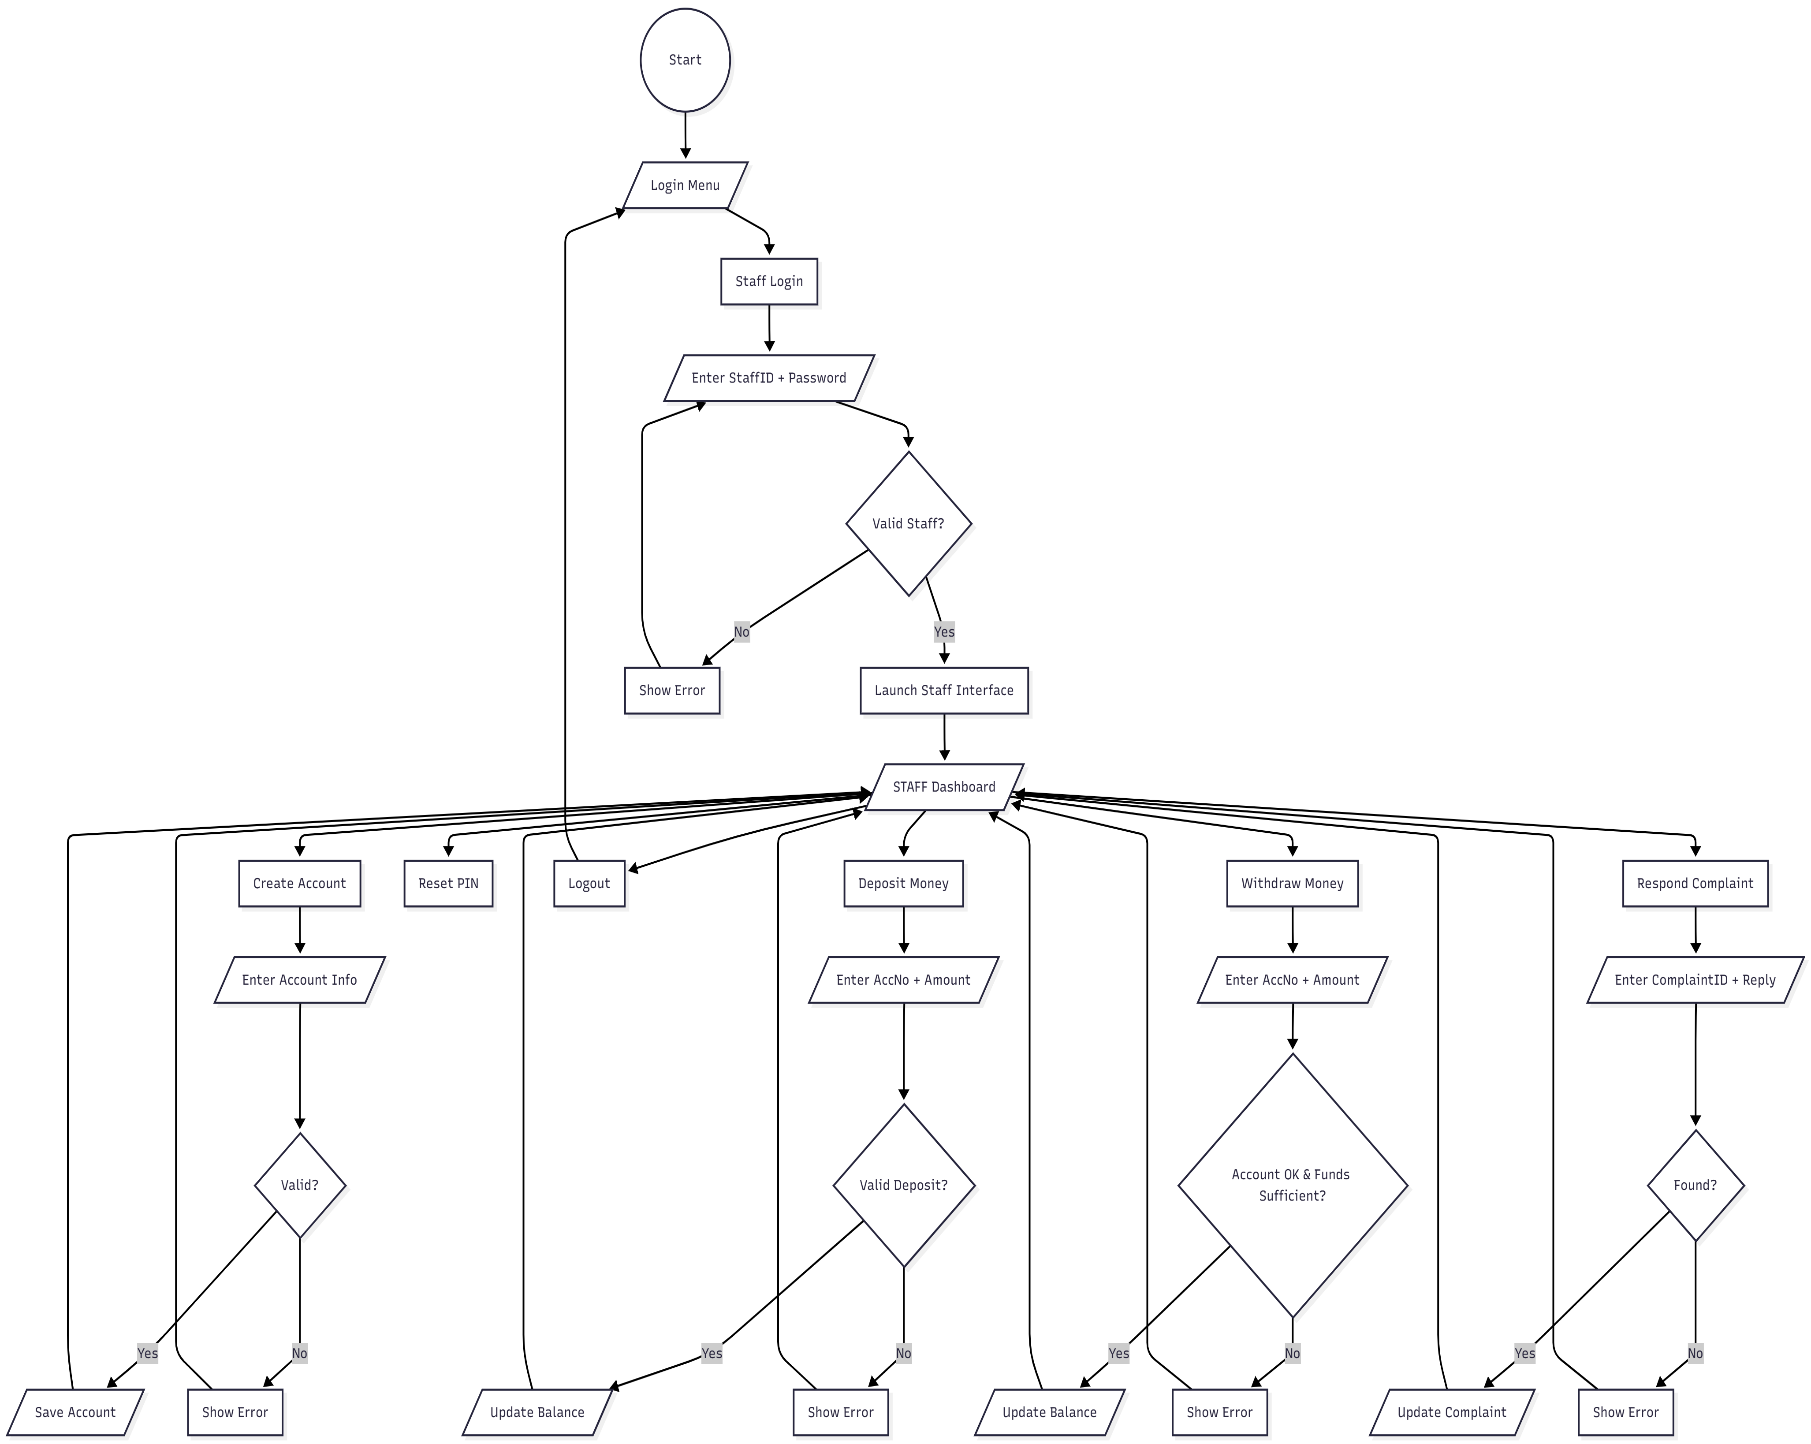 Start
Login Menu
Staff Login
Enter StaffID + Password
Valid Staff?
No
Yes
Show Error
Launch Staff Interface
STAFF Dashboard
Create Account
Reset PIN
Logout
Deposit Money
Withdraw Money
Respond Complaint
Enter Account Info
Enter AccNo + Amount
Enter AccNo + Amount
Enter ComplaintID + Reply
Valid?
Valid Deposit?
Account OK & Funds
Sufficient?
Found?
Yes
No
Yes
No
Yes
No
Yes
No
Save Account
Show Error
Update Balance
Show Error
Update Balance
Show Error
Update Complaint
Show Error